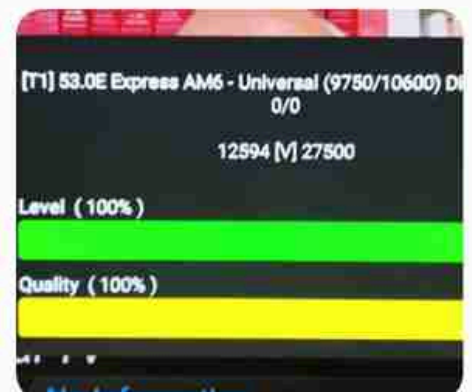 [T1] 53.0E Express AM6 - Universal (9750/10600)
0/0
12594 [V] 27500
Level (100%)
Quality (100%)